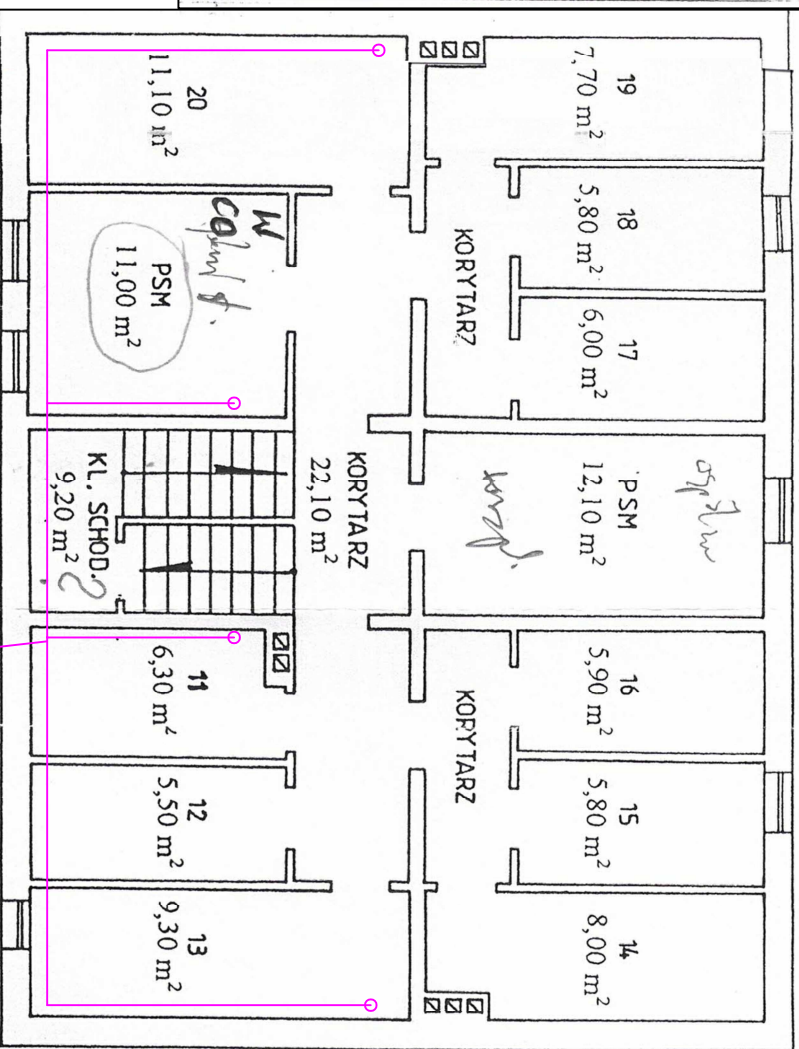 19
7,70 m²
18
5,80 m²
17
6,00 m²
PSM
12,10 m²
16
5,90 m²
15
5,80 m²
14
8,00 m²
KORYTARZ
KORYTARZ
KORYTARZ
22,10 m²
20
11,10 m²
W
CO
PSM
11,00 m²
KL. SCHOD.
9,20 m² ?
11
6,30 m²
12
5,50 m²
13
9,30 m²